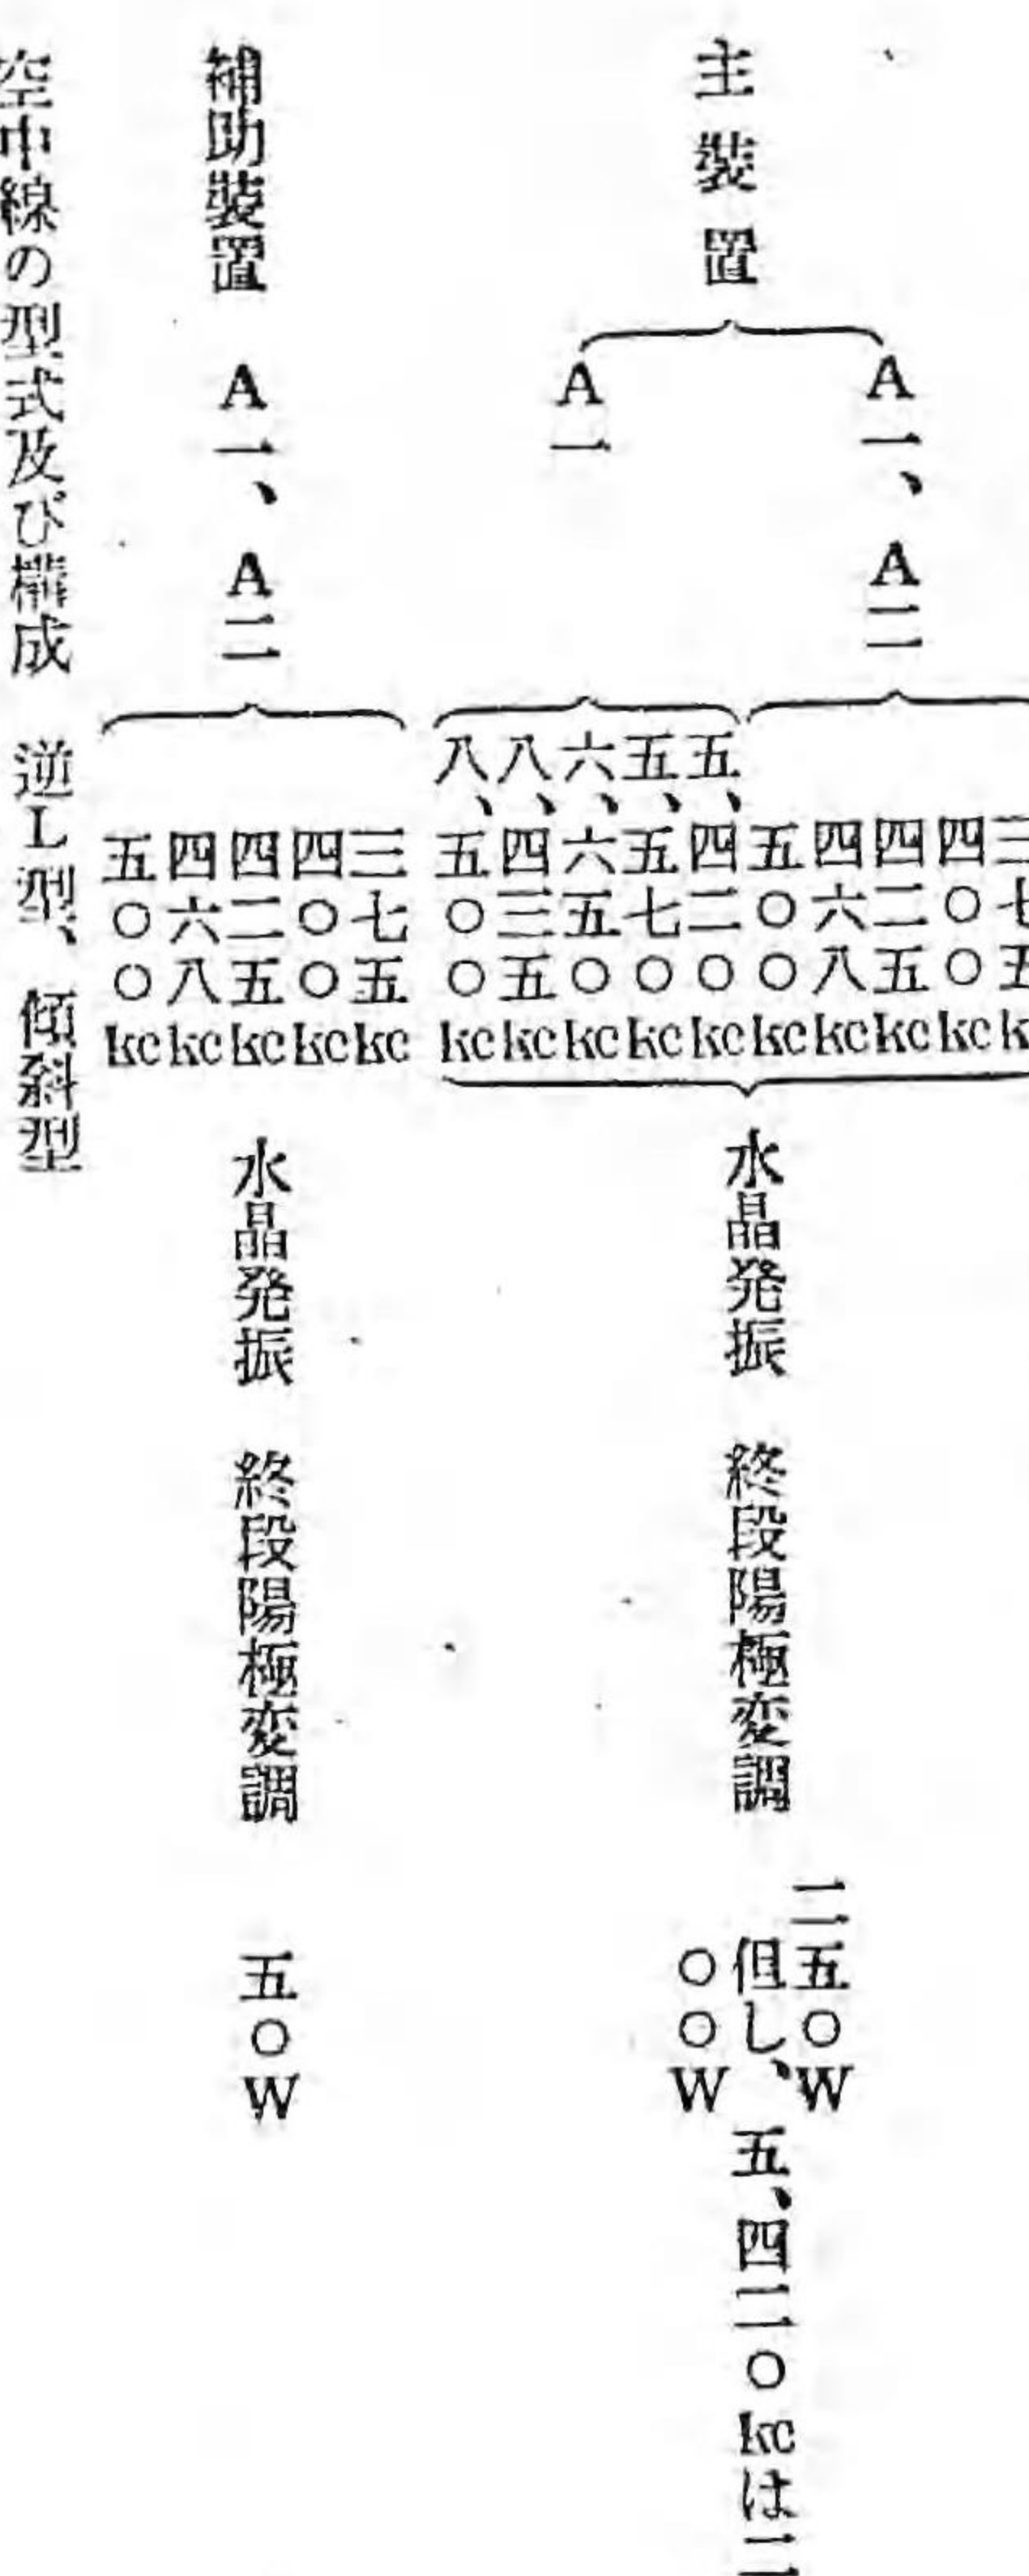 主装置
A一、A二
三七五k
四〇〇kc
四二五kc
四六八kc
五〇〇kc
A一
五、四二〇kc
五、五七〇kc
六、六五〇kc
八、四三五kc
八、五〇〇kc
水晶発振 終段陽極変調
二五〇W
但し、五、四二〇kcは二
〇〇W
補助装置 A一、A二
三七五kc
四〇〇kc
四二五kc
四六八kc
五〇〇kc
水晶発振 終段陽極変調 五〇W
空中線の型式及び構成 逆L型、傾斜型